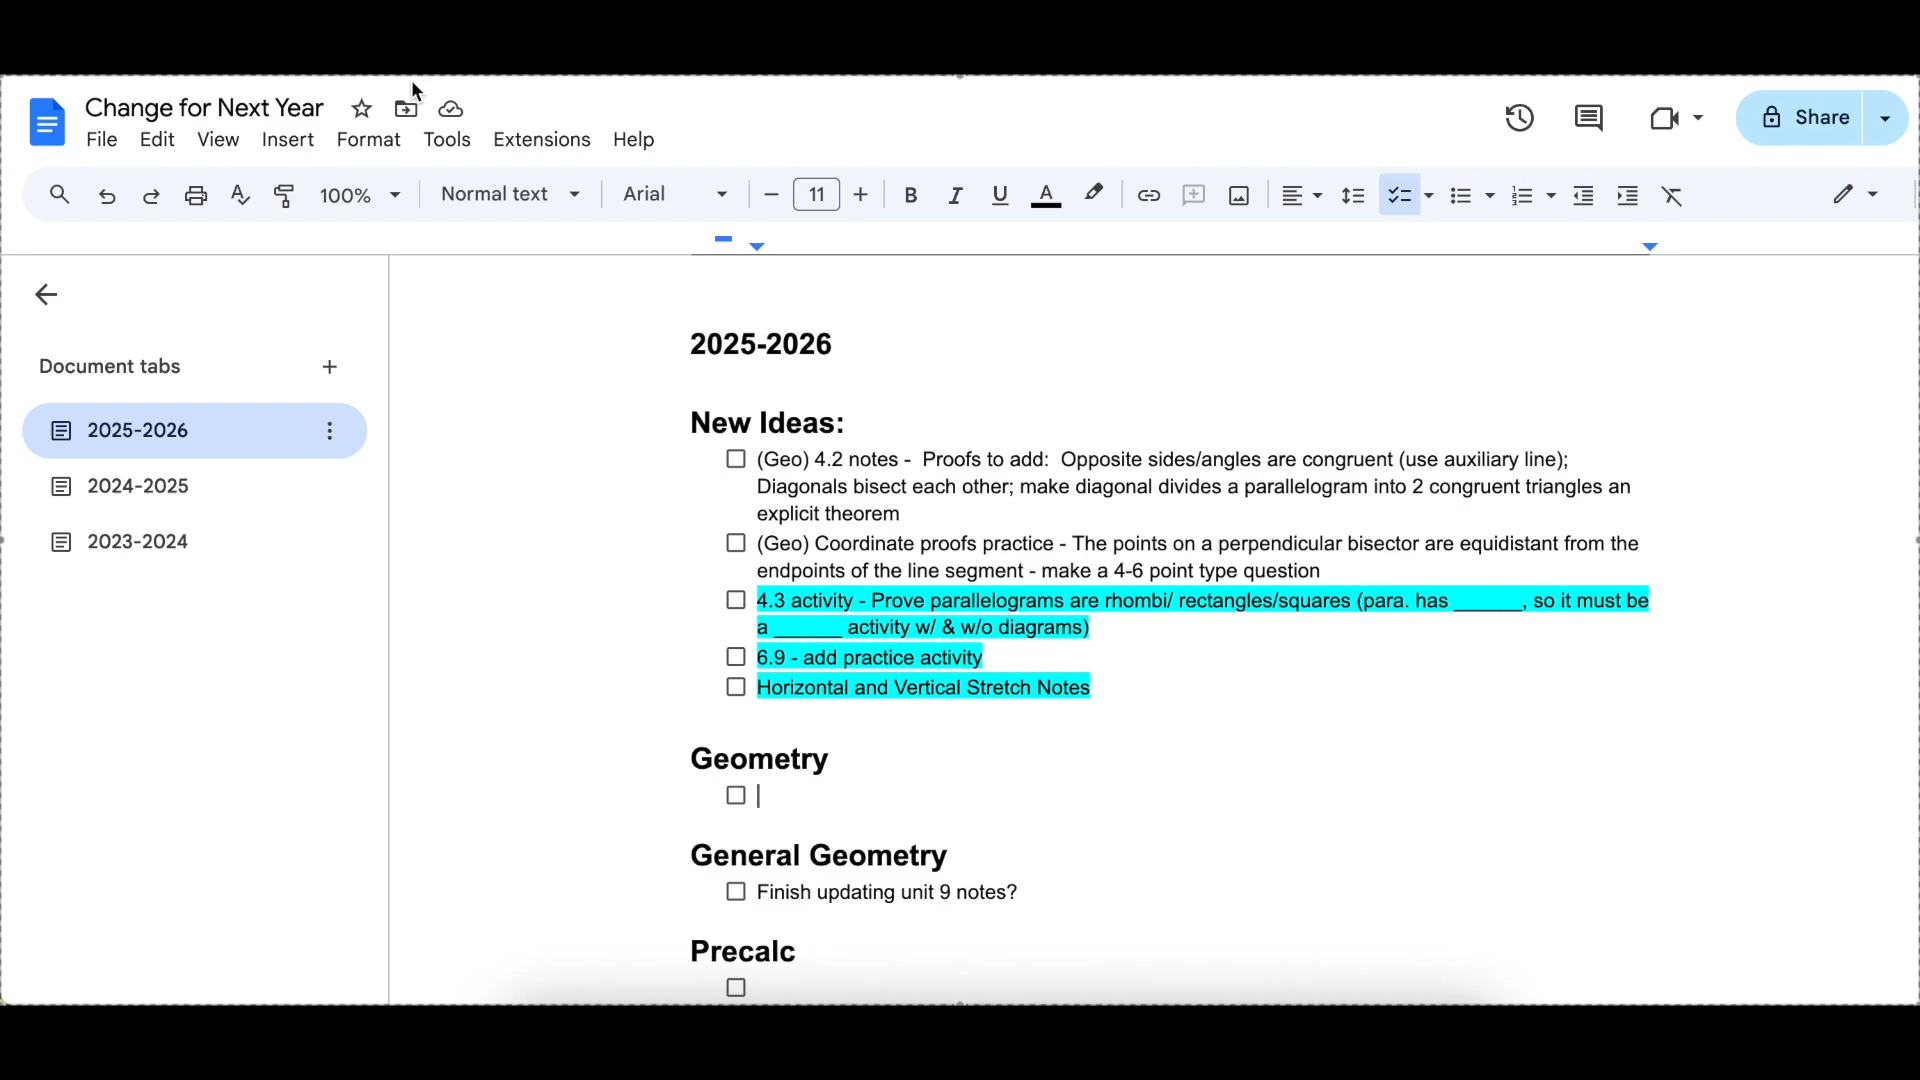 Change for Next Year
File Edit View Insert Format Tools Extensions Help
Share
100% Normal text Arial 11
Document tabs
2025-2026
2024-2025
2023-2024
2025-2026
New Ideas:
(Geo) 4.2 notes - Proofs to add: Opposite sides/angles are congruent (use auxiliary line);
Diagonals bisect each other; make diagonal divides a parallelogram into 2 congruent triangles an
explicit theorem
(Geo) Coordinate proofs practice - The points on a perpendicular bisector are equidistant from the
endpoints of the line segment - make a 4-6 point type question
4.3 activity - Prove parallelograms are rhombi/ rectangles/squares (para. has ______, so it must be
a ______ activity w/ & w/o diagrams)
6.9 - add practice activity
Horizontal and Vertical Stretch Notes
Geometry
General Geometry
Finish updating unit 9 notes?
Precalc